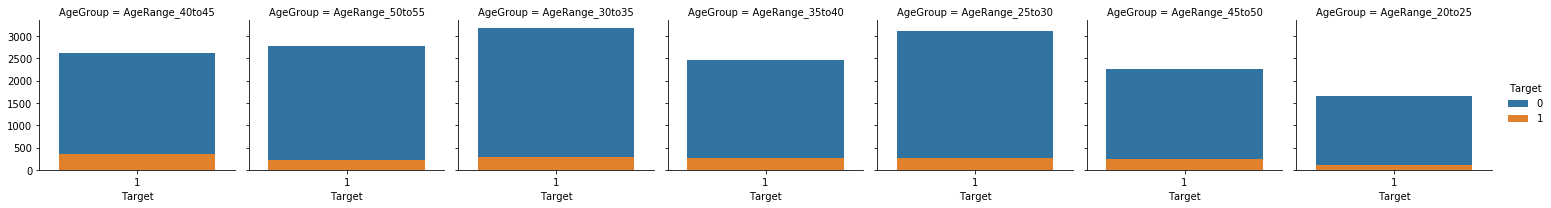 AgeGroup = AgeRange_40to45
AgeGroup = AgeRange_50to55
AgeGroup = AgeRange_30to35
AgeGroup = AgeRange_35to40
AgeGroup = AgeRange_25to30
AgeGroup = AgeRange_45to50
AgeGroup = AgeRange_20to25
3000
2500
2000
1500
1000
500
0
1
1
1
1
1
1
1
Target
Target
Target
Target
Target
Target
Target
Target
0
1